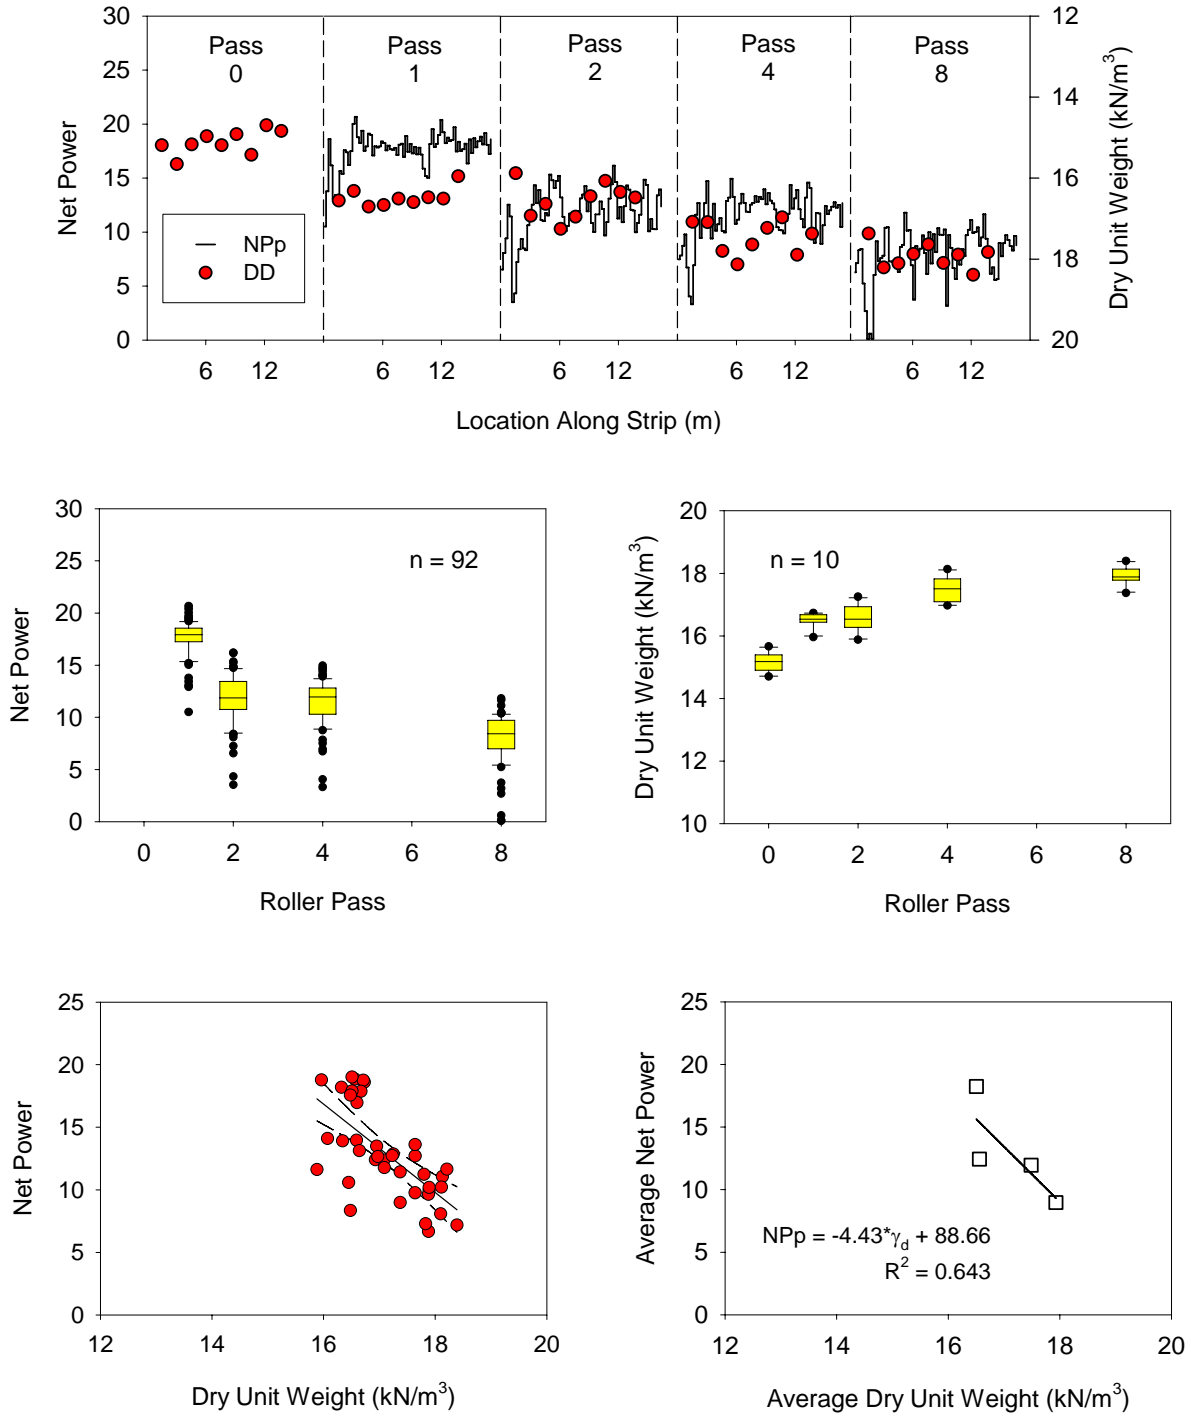 30
25
20
15
10
5
0
Net Power
Pass
0
Pass
1
Pass
2
Pass
4
Pass
8
NPp
DD
12
14
16
18
20
Dry Unit Weight (kN/m³)
6 12 6 12 6 12 6 12 6 12
Location Along Strip (m)
30
25
20
15
10
5
0
Net Power
n = 92
0 2 4 6 8
Roller Pass
20
18
16
14
12
10
Dry Unit Weight (kN/m³)
n = 10
0 2 4 6 8
Roller Pass
25
20
15
10
5
0
Net Power
12 14 16 18 20
Dry Unit Weight (kN/m³)
25
20
15
10
5
0
Average Net Power
NPp = -4.43*γd + 88.66
R² = 0.643
12 14 16 18 20
Average Dry Unit Weight (kN/m³)